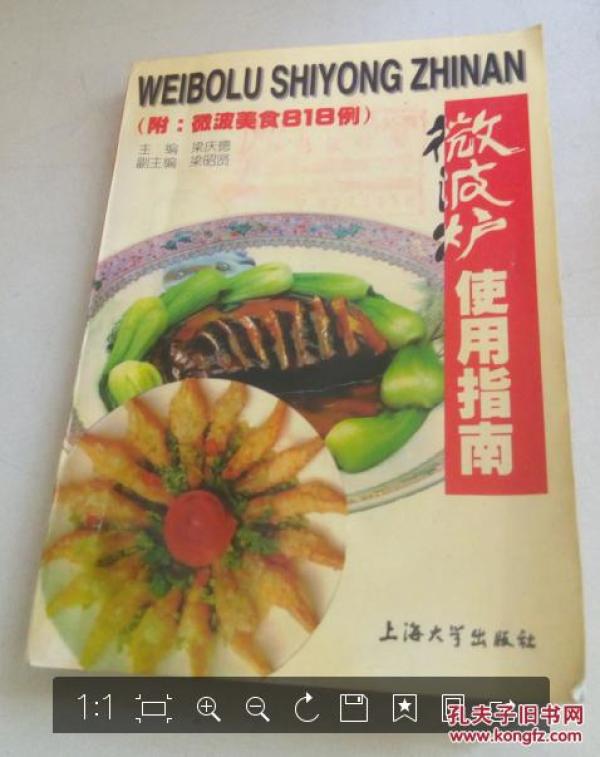 WEIBOLU SHIYONG ZHINAN
(附：微波美食818例)
主 编 梁庆德
副主编 梁昭贤
微波炉
使用指南
上海大学出版社
1:1
孔夫子旧书网
www.kongfz.com